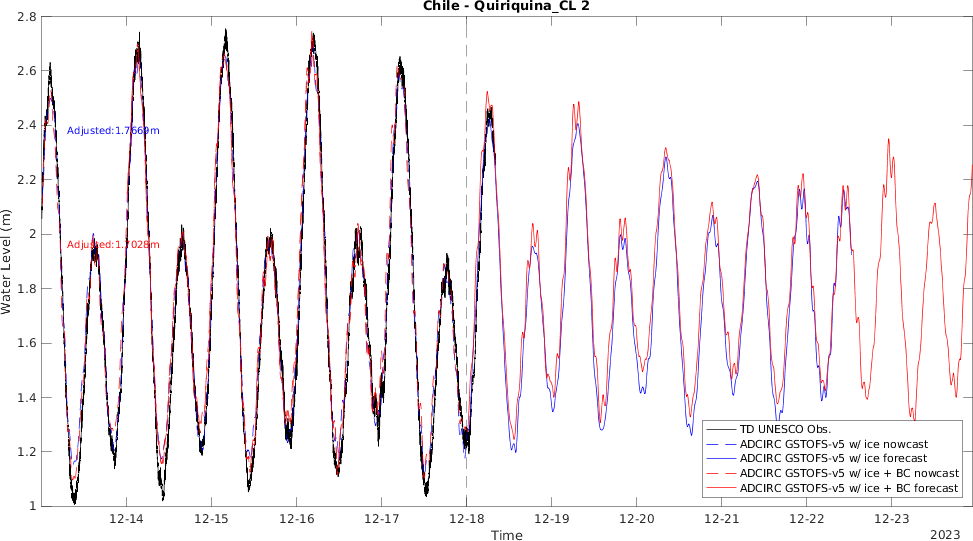 Chile - Quiriquina_CL 2
2.8
2.6
2.4
2.2
2
1.8
1.6
1.4
1.2
1
Water Level (m)
Adjusted:1.7669m
Adjusted:1.7028m
TD UNESCO Obs.
ADCIRC GSTOFS-v5 w/ ice nowcast
ADCIRC GSTOFS-v5 w/ ice forecast
ADCIRC GSTOFS-v5 w/ ice + BC nowcast
ADCIRC GSTOFS-v5 w/ ice + BC forecast
12-14 12-15 12-16 12-17 12-18 12-19 12-20 12-21 12-22 12-23
Time
2023